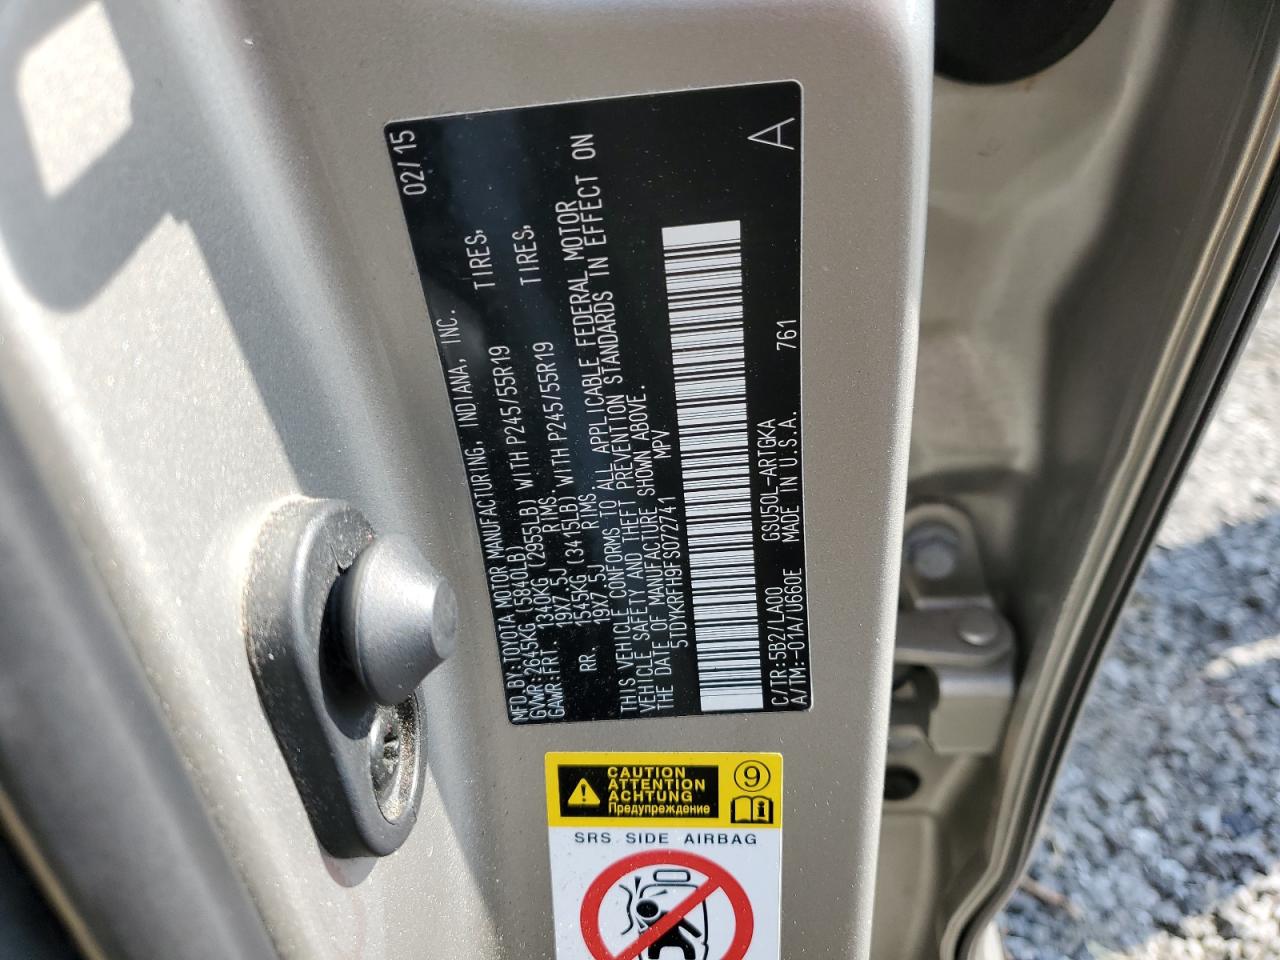 MFD BY: TOYOTA MOTOR MANUFACTURING, INDIANA, INC. 02/15
GVWR: 2645KG (5840LB)
GAWR: FRT. 1340KG (2955LB) WITH P245/55R19 TIRES,
19X7.5J RIMS.
RR. 1545KG (3415LB) WITH P245/55R19 TIRES,
19X7.5J RIMS.
THIS VEHICLE CONFORMS TO ALL APPLICABLE FEDERAL MOTOR
VEHICLE SAFETY AND THEFT PREVENTION STANDARDS IN EFFECT ON
THE DATE OF MANUFACTURE SHOWN ABOVE.
5TDYKRFH9FS072741 MPV
C/TR: 5B2/LA00 GSU50L-ARTGKA
A/TM: -01A/U660E MADE IN U.S.A. 761 A
CAUTION
ATTENTION
ACHTUNG
Предупреждение
9
i
SRS SIDE AIRBAG